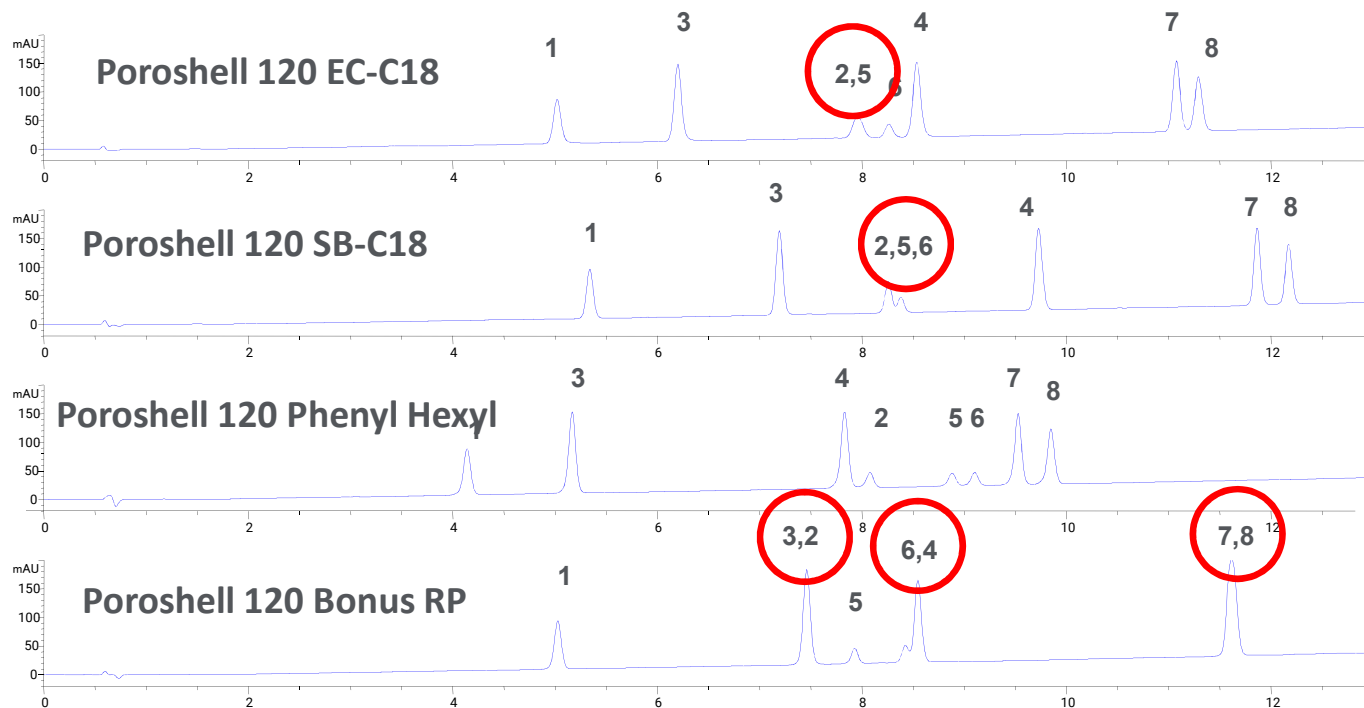 1 3 2,5 6 4 7 8
mAU
Poroshell 120 EC-C18
150
100
50
0
0 2 4 6 8 10 12
1 3 2,5,6 4 7 8
mAU
Poroshell 120 SB-C18
150
100
50
0
0 2 4 6 8 10 12
1 3 4 2 5 6 7 8
mAU
Poroshell 120 Phenyl Hexyl
150
100
50
0
0 2 4 6 8 10 12
1 3,2 5 6,4 7,8
mAU
Poroshell 120 Bonus RP
150
100
50
0
0 2 4 6 8 10 12